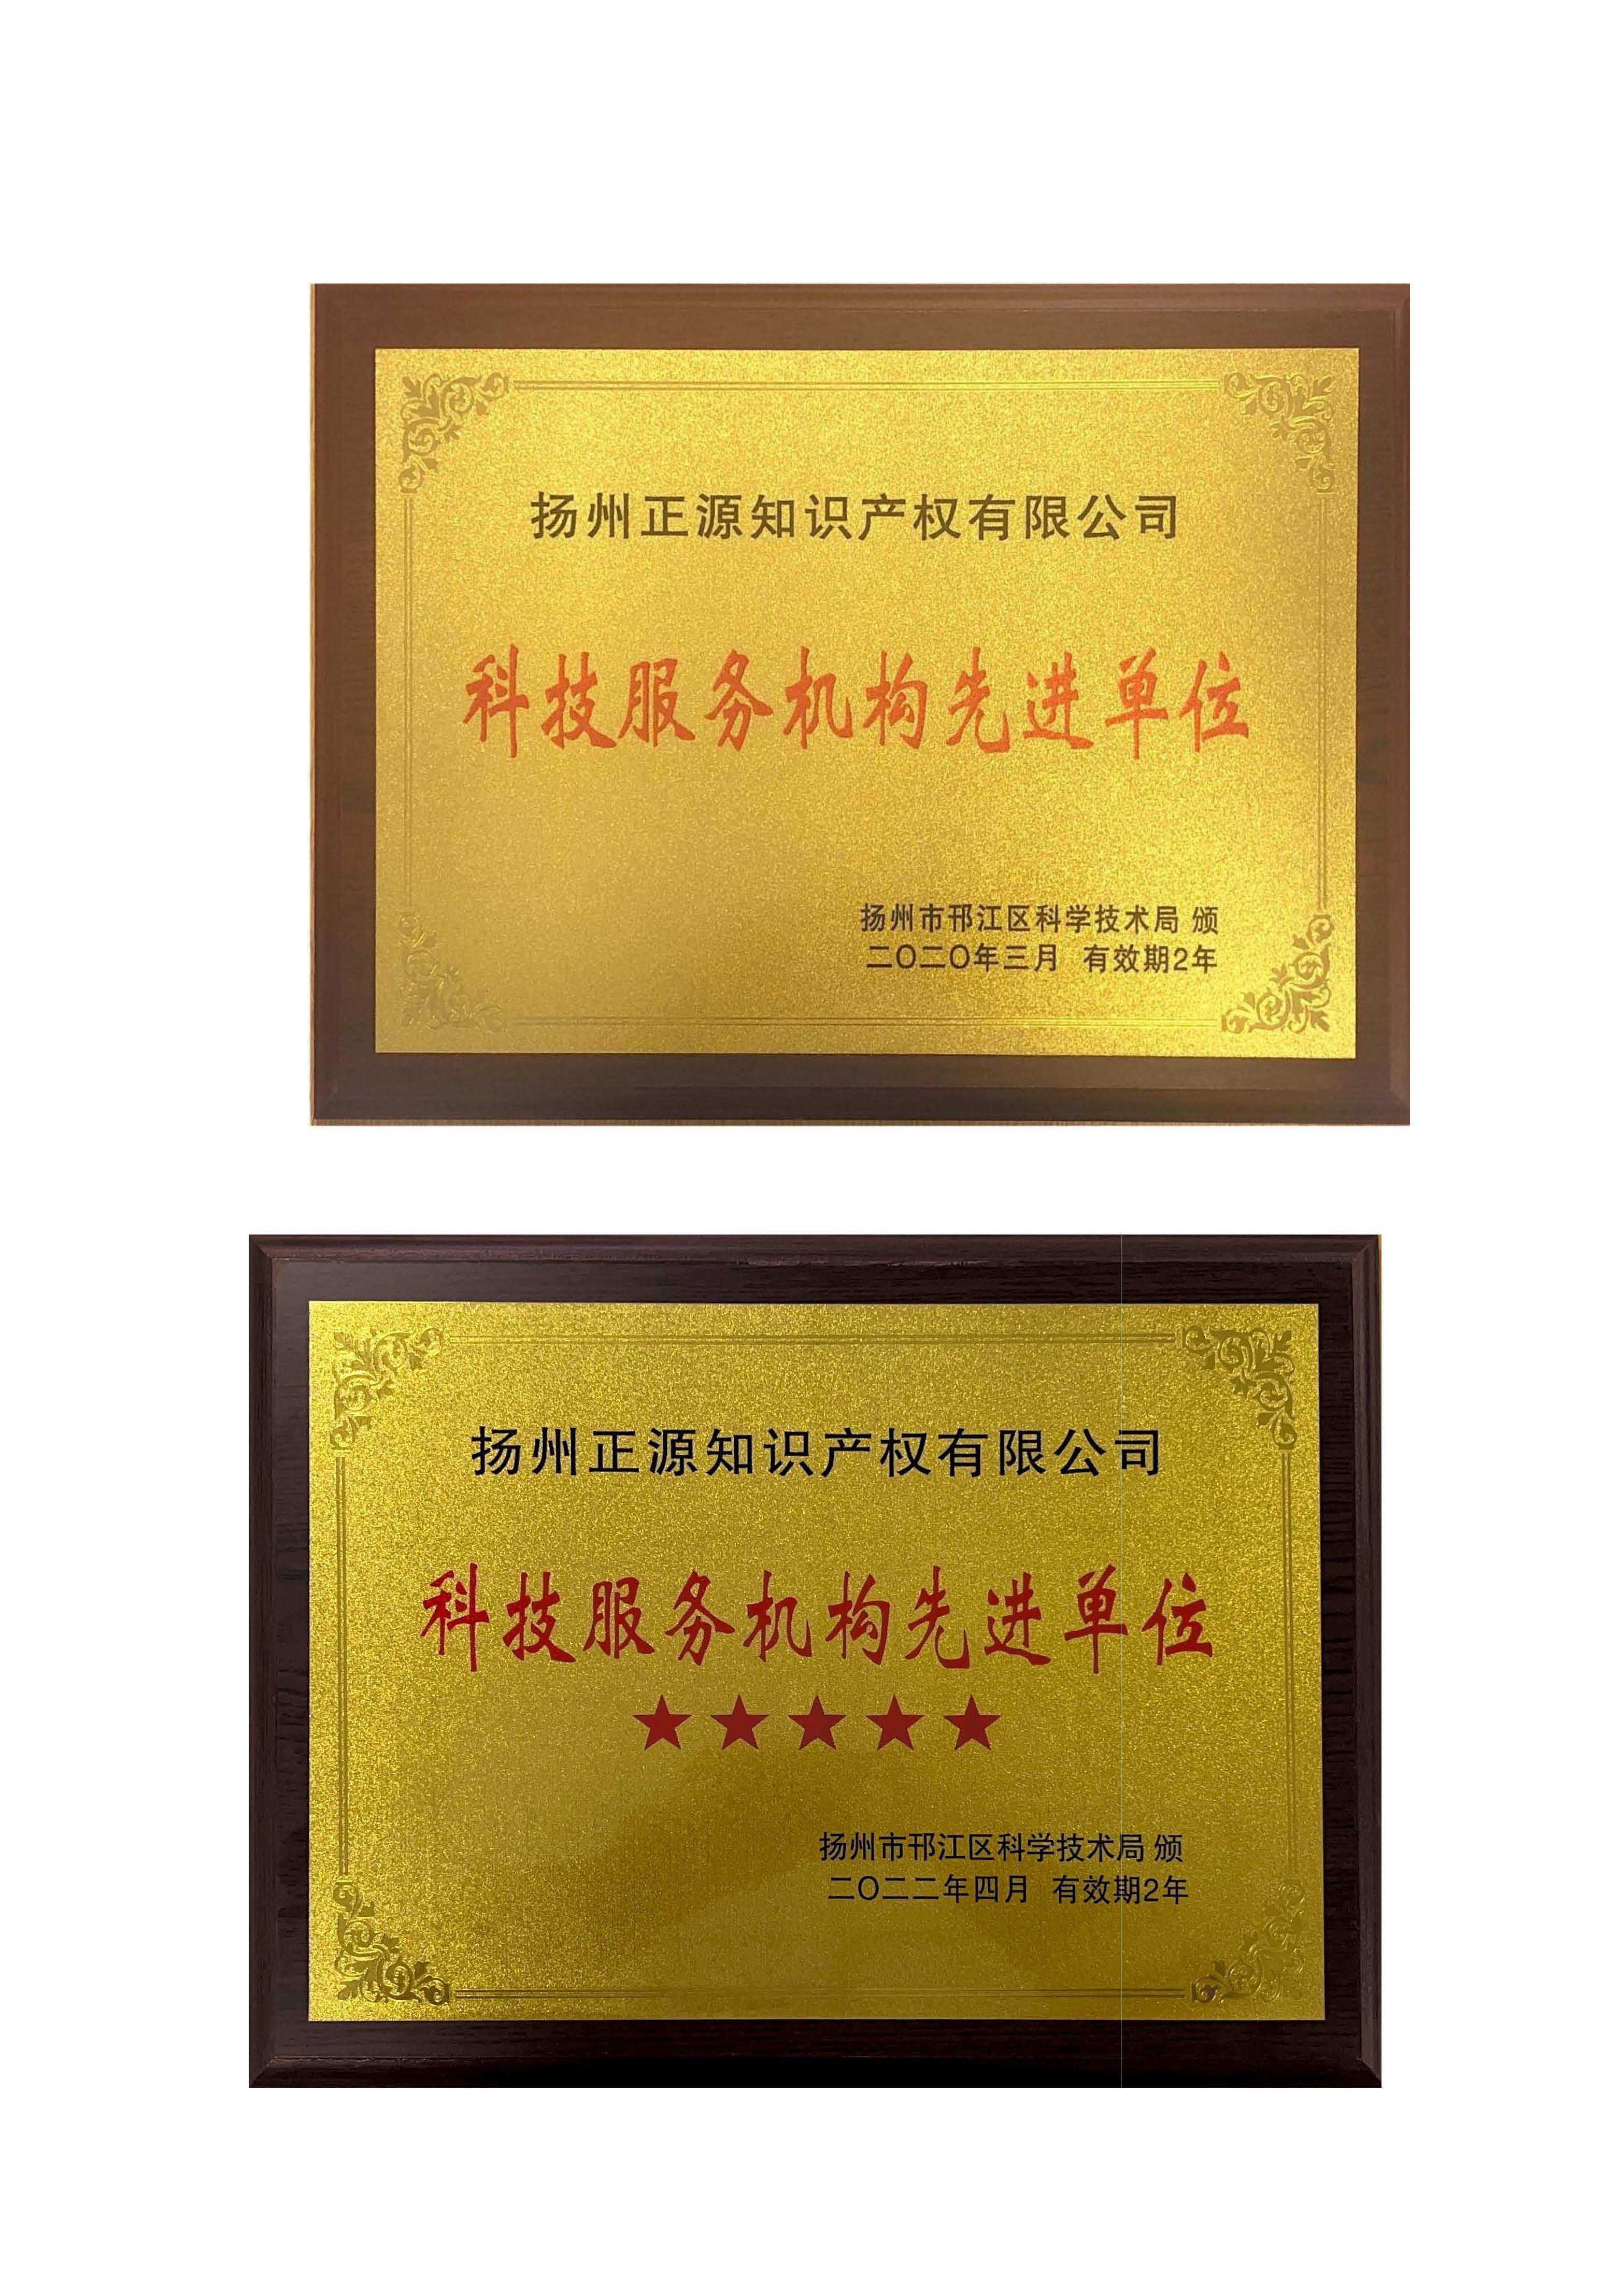 扬州正源知识产权有限公司
科技服务机构先进单位
扬州市邗江区科学技术局 颁
二〇二〇年三月 有效期2年
扬州正源知识产权有限公司
科技服务机构先进单位
★★★★★
扬州市邗江区科学技术局 颁
二〇二二年四月 有效期2年